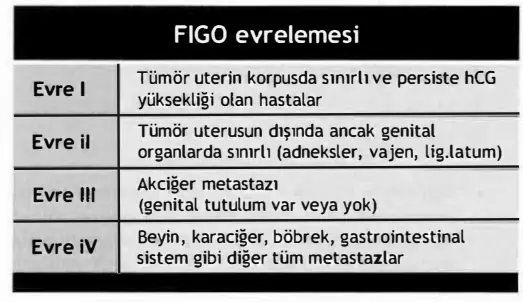 FIGO evrelemesi
Evre I
Tümör uterin korpusda sınırlı ve persiste hCG
yüksekliği olan hastalar
Evre iI
Tümör uterusun dışında ancak genital
organlarda sınırlı (adneksler, vajen, lig.latum)
Evre III
Akciğer metastazı
(genital tutulum var veya yok)
Evre iV
Beyin, karaciğer, böbrek, gastrointestinal
sistem gibi diğer tüm metastazlar